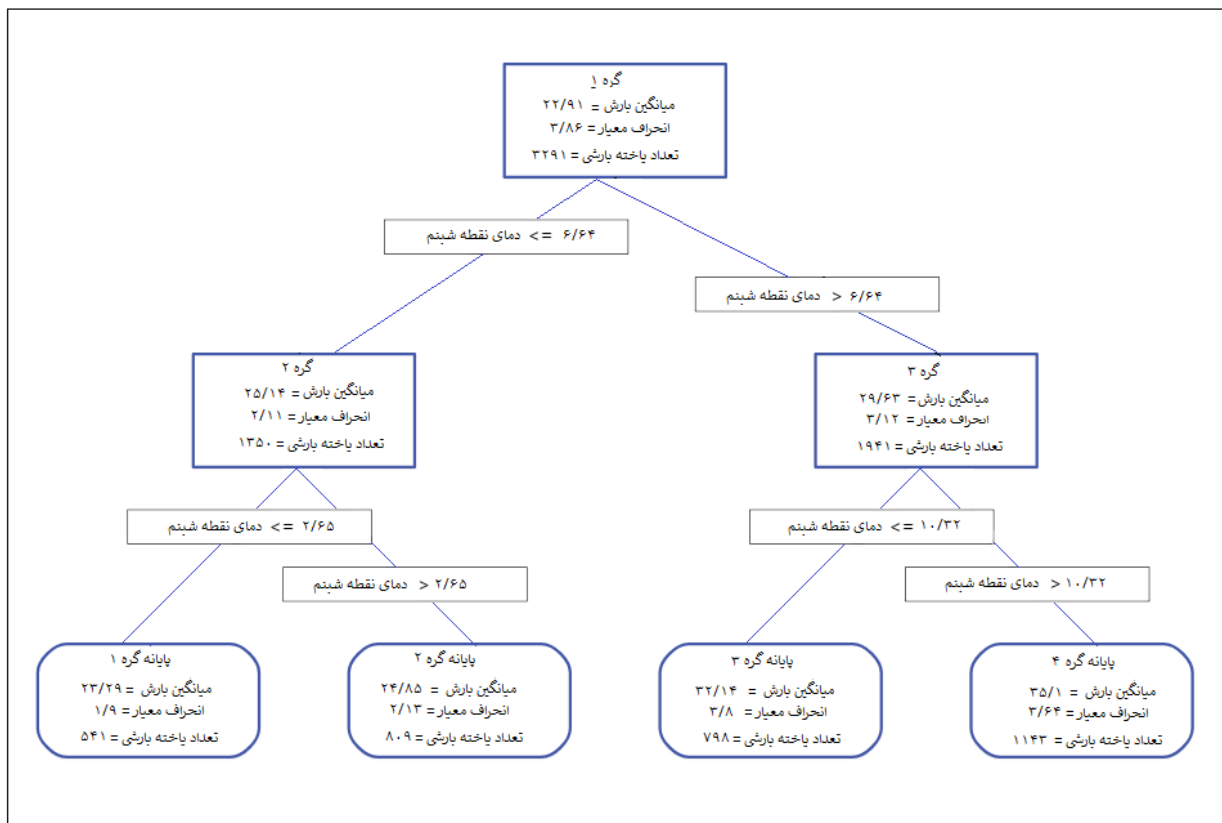 گره ۱
میانگین بارش = ۲۲/۹۱
انحراف معیار = ۳/۸۶
تعداد یاخته بارشی = ۳۲۹۱
دمای نقطه شبنم <= ۶/۶۴
دمای نقطه شبنم > ۶/۶۴
گره ۲
میانگین بارش = ۲۵/۱۴
انحراف معیار = ۲/۱۱
تعداد یاخته بارشی = ۱۳۵۰
گره ۳
میانگین بارش = ۲۹/۶۳
انحراف معیار = ۳/۱۲
تعداد یاخته بارشی = ۱۹۴۱
دمای نقطه شبنم <= ۲/۶۵
دمای نقطه شبنم > ۲/۶۵
دمای نقطه شبنم <= ۱۰/۳۲
دمای نقطه شبنم > ۱۰/۳۲
پایانه گره ۱
میانگین بارش = ۲۳/۲۹
انحراف معیار = ۱/۹
تعداد یاخته بارشی = ۵۴۱
پایانه گره ۲
میانگین بارش = ۲۴/۸۵
انحراف معیار = ۲/۱۳
تعداد یاخته بارشی = ۸۰۹
پایانه گره ۳
میانگین بارش = ۳۲/۱۴
انحراف معیار = ۳/۸
تعداد یاخته بارشی = ۷۹۸
پایانه گره ۴
میانگین بارش = ۳۵/۱
انحراف معیار = ۳/۶۴
تعداد یاخته بارشی = ۱۱۴۳